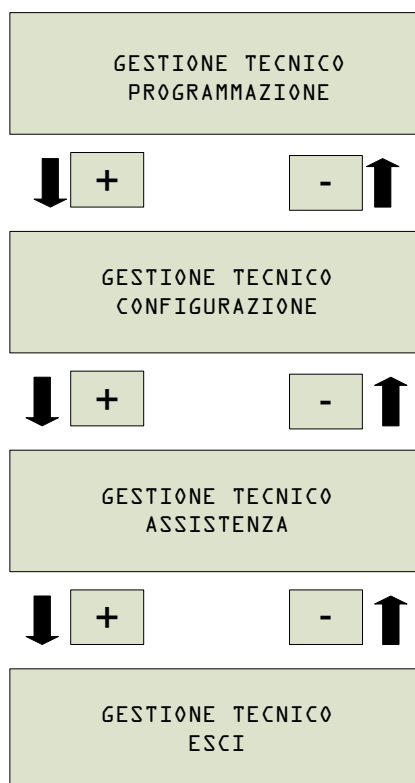 GESTIONE TECNICO
PROGRAMMAZIONE
+ -
GESTIONE TECNICO
CONFIGURAZIONE
+ -
GESTIONE TECNICO
ASSISTENZA
+ -
GESTIONE TECNICO
ESCI